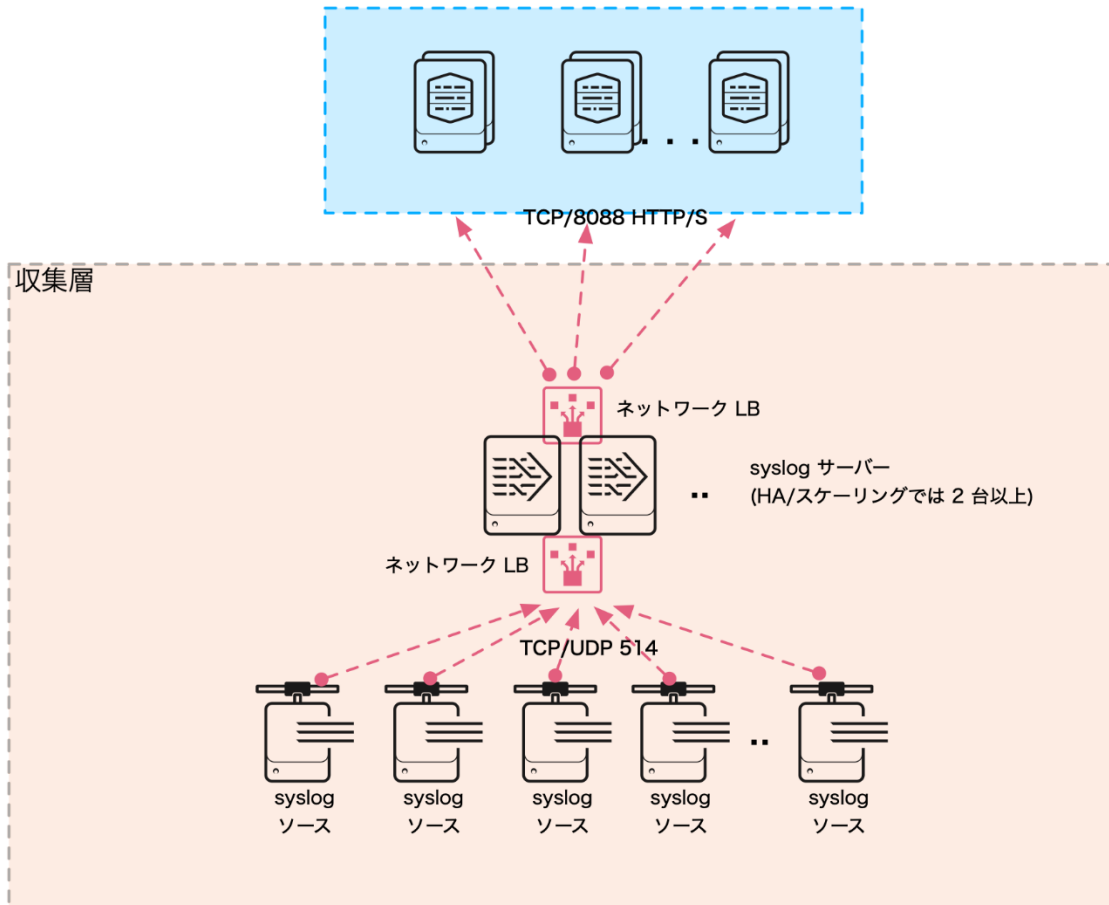 TCP/8088 HTTP/S
収集層
ネットワーク LB
syslog サーバー
(HA/スケーリングでは 2 台以上)
ネットワーク LB
TCP/UDP 514
syslog
ソース
syslog
ソース
syslog
ソース
syslog
ソース
syslog
ソース